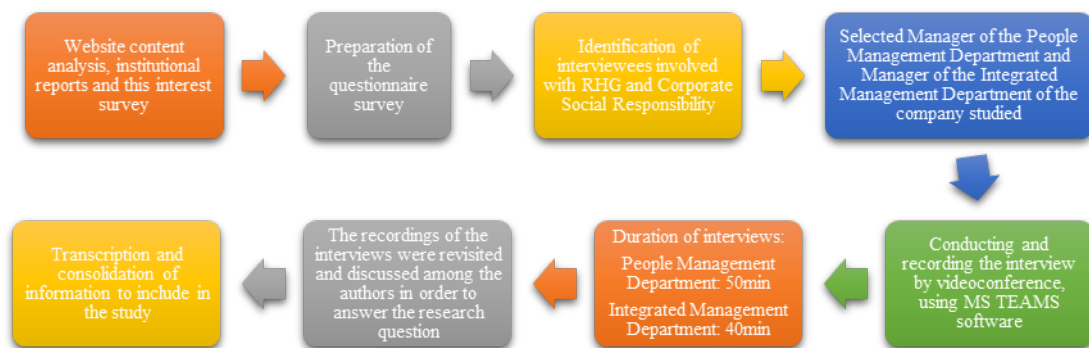 Website content
analysis, institutional
reports and this interest
survey
Preparation of
the
questionnaire
survey
Identification of
interviewees involved
with RHG and Corporate
Social Responsibility
Selected Manager of the People
Management Department and
Manager of the Integrated
Management Department of the
company studied
Conducting and
recording the interview
by videoconference,
using MS TEAMS
software
Duration of interviews:
People Management
Department: 50min
Integrated Management
Department: 40min
The recordings of the
interviews were revisited
and discussed among the
authors in order to
answer the research
question
Transcription and
consolidation of
information to include in
the study